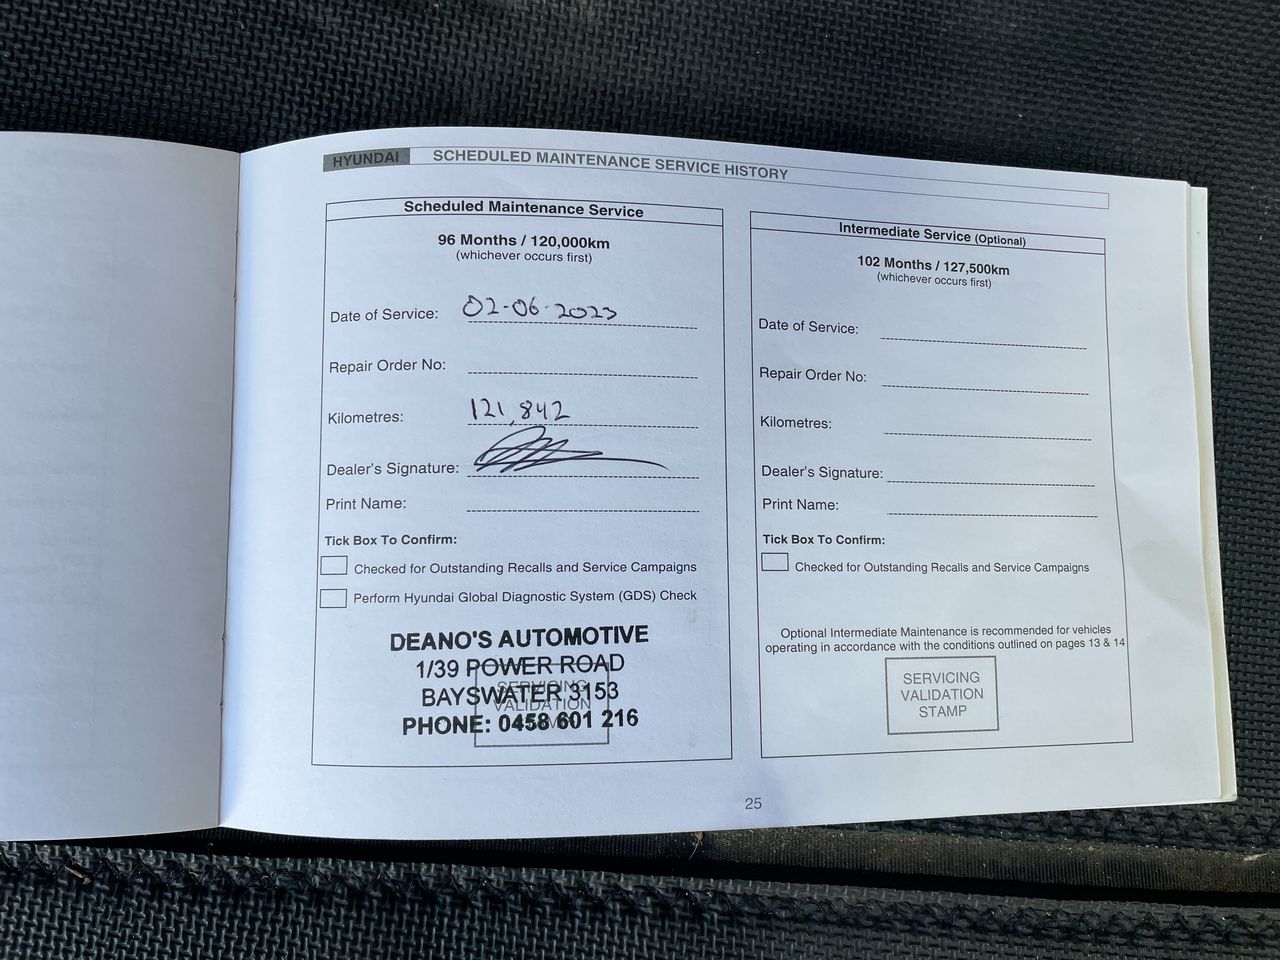 HYUNDAI SCHEDULED MAINTENANCE SERVICE HISTORY
Scheduled Maintenance Service
96 Months / 120,000km
(whichever occurs first)
Date of Service: 02-06-2023
Repair Order No:
Kilometres: 121,842
Dealer's Signature:
Print Name:
Tick Box To Confirm:
Checked for Outstanding Recalls and Service Campaigns
Perform Hyundai Global Diagnostic System (GDS) Check
DEANO'S AUTOMOTIVE
1/39 POWER ROAD
BAYSWATER 3153
PHONE: 0458 601 216
SERVICING
VALIDATION
Intermediate Service (Optional)
102 Months / 127,500km
(whichever occurs first)
Date of Service:
Repair Order No:
Kilometres:
Dealer's Signature:
Print Name:
Tick Box To Confirm:
Checked for Outstanding Recalls and Service Campaigns
Optional Intermediate Maintenance is recommended for vehicles
operating in accordance with the conditions outlined on pages 13 & 14
SERVICING
VALIDATION
STAMP
25